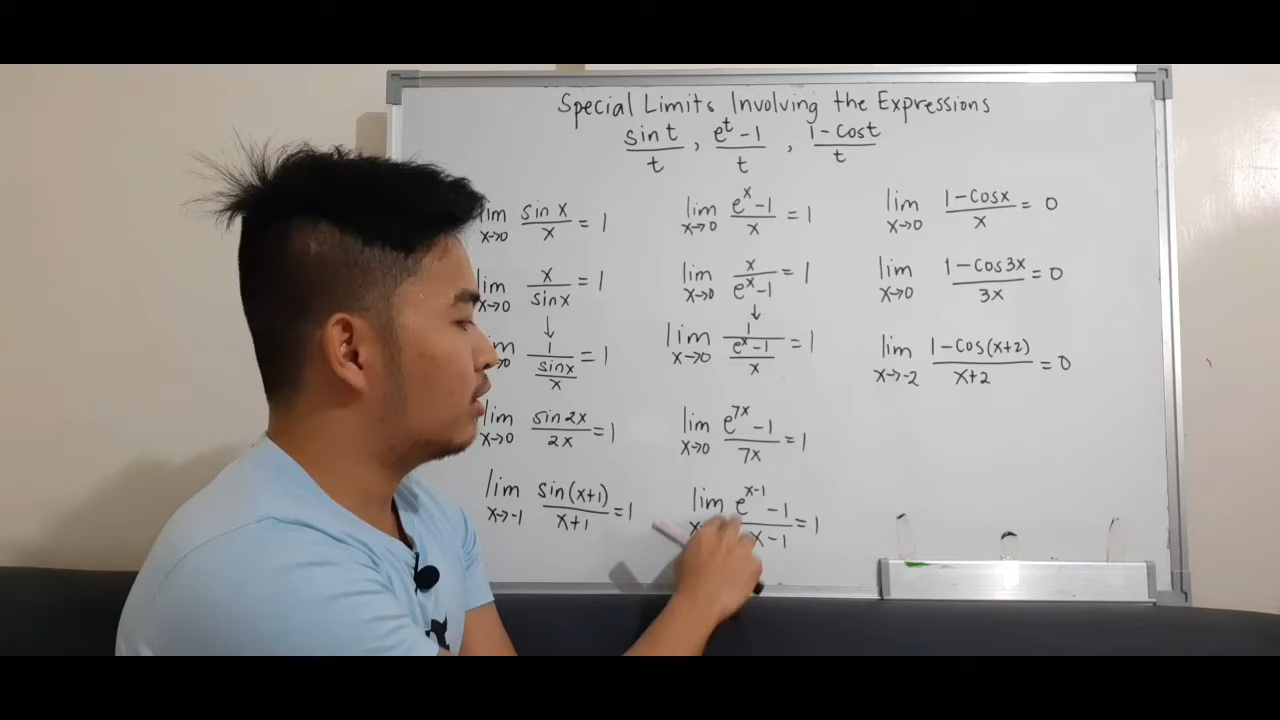 Special Limits Involving the Expressions
sin t / t , e^t - 1 / t , 1 - cos t / t
lim x→0 sin x / x = 1
lim x→0 x / sin x = 1
↓
1 / (sin x / x) = 1
lim x→0 sin 2x / 2x = 1
lim x→-1 sin(x+1) / x+1 = 1
lim x→0 e^x - 1 / x = 1
lim x→0 x / e^x - 1 = 1
↓
lim x→0 1 / (e^x - 1 / x) = 1
lim x→0 e^7x - 1 / 7x = 1
lim e^x-1 - 1 / x - 1 = 1
lim x→0 1 - cos x / x = 0
lim x→0 1 - cos 3x / 3x = 0
lim x→-2 1 - cos(x+2) / x+2 = 0